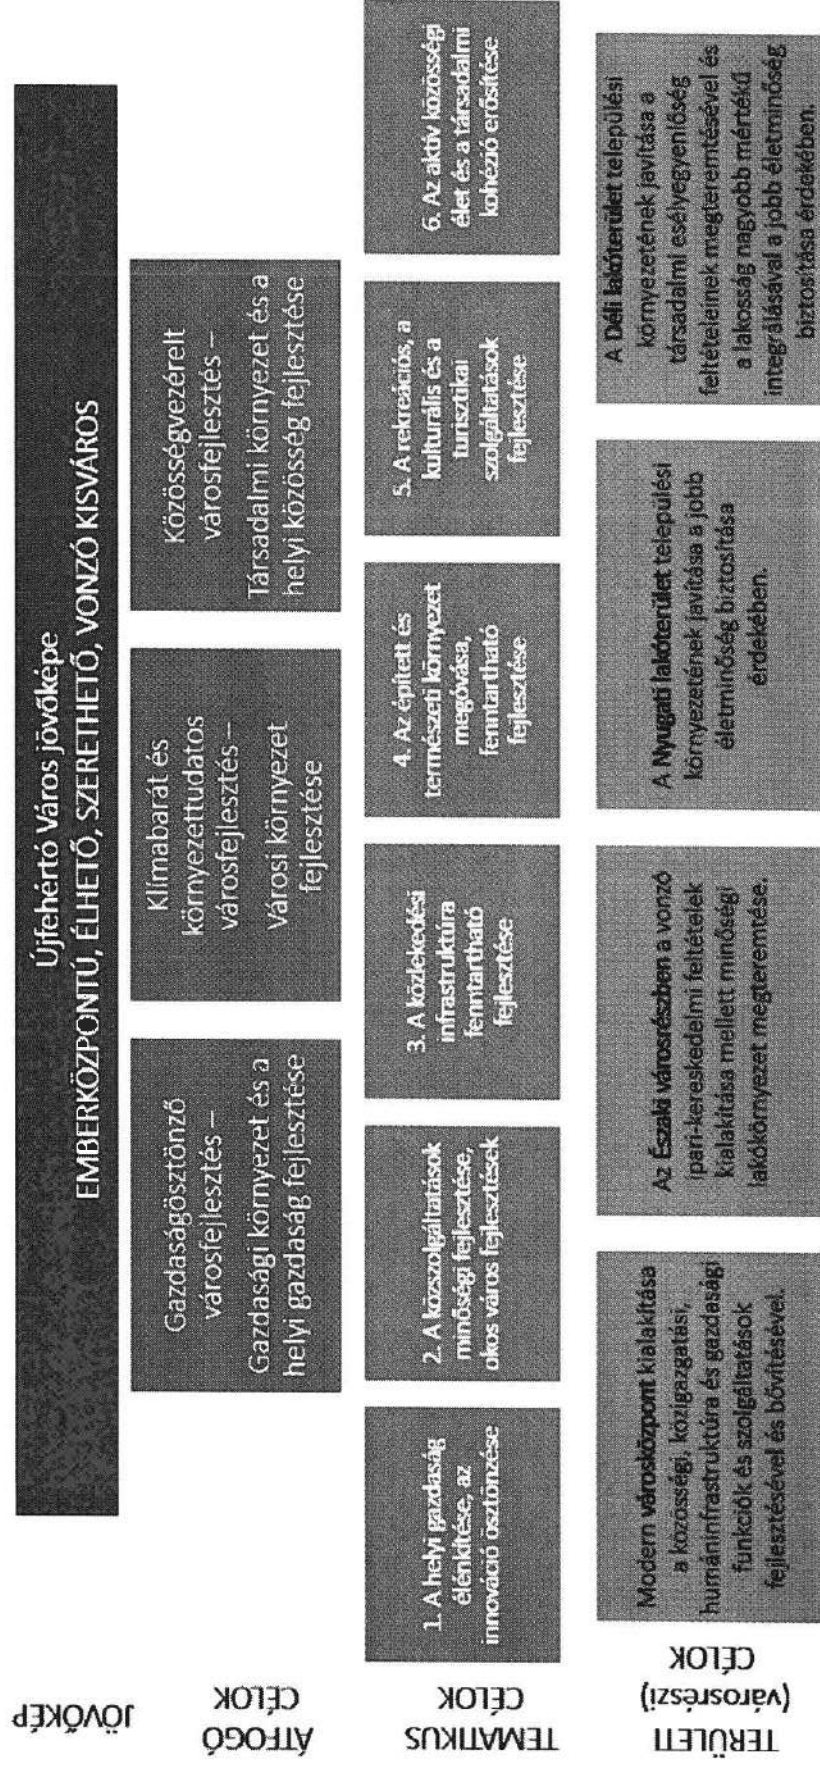 JÖVŐKÉP
Újfehértó Város jövőképe
EMBERKÖZPONTÚ, ÉLHETŐ, SZERETHETŐ, VONZÓ KISVÁROS
ÁTFOGÓ
CÉLOK
Gazdaságösztönző
városfejlesztés –
Gazdasági környezet és a
helyi gazdaság fejlesztése
Klímabarát és
környezettudatos
városfejlesztés –
Városi környezet
fejlesztése
Közösségvezérelt
városfejlesztés –
Társadalmi környezet és a
helyi közösség fejlesztése
TEMATIKUS
CÉLOK
1. A helyi gazdaság
élénkítése, az
innováció ösztönzése
2. A közszolgáltatások
minőségi fejlesztése,
okos város fejlesztések
3. A közlekedési
infrastruktúra
fenntartható
fejlesztése
4. Az épített és
természeti környezet
megóvása,
fenntartható
fejlesztése
5. A rekreációs, a
kulturális és a
turisztikai
szolgáltatások
fejlesztése
6. Az aktív közösségi
élet és a társadalmi
kohézió erősítése
TERÜLETI
(városrészi)
CÉLOK
Modern városközpont kialakítása
a közösségi, közigazgatási,
humáninfrastruktúra és gazdasági
funkciók és szolgáltatások
fejlesztésével és bővítésével.
Az Északi városrészben a vonzó
ipari-kereskedelmi feltételek
kialakítása mellett minőségi
lakókörnyezet megteremtése.
A Nyugati lakóterület települési
környezetének javítása a jobb
életminőség biztosítása
érdekében.
A Déli lakóterület települési
környezetének javítása a
társadalmi esélyegyenlőség
feltételeinek megteremtésével és
a lakosság nagyobb mértékű
integrálásával a jobb életminőség
biztosítása érdekében.